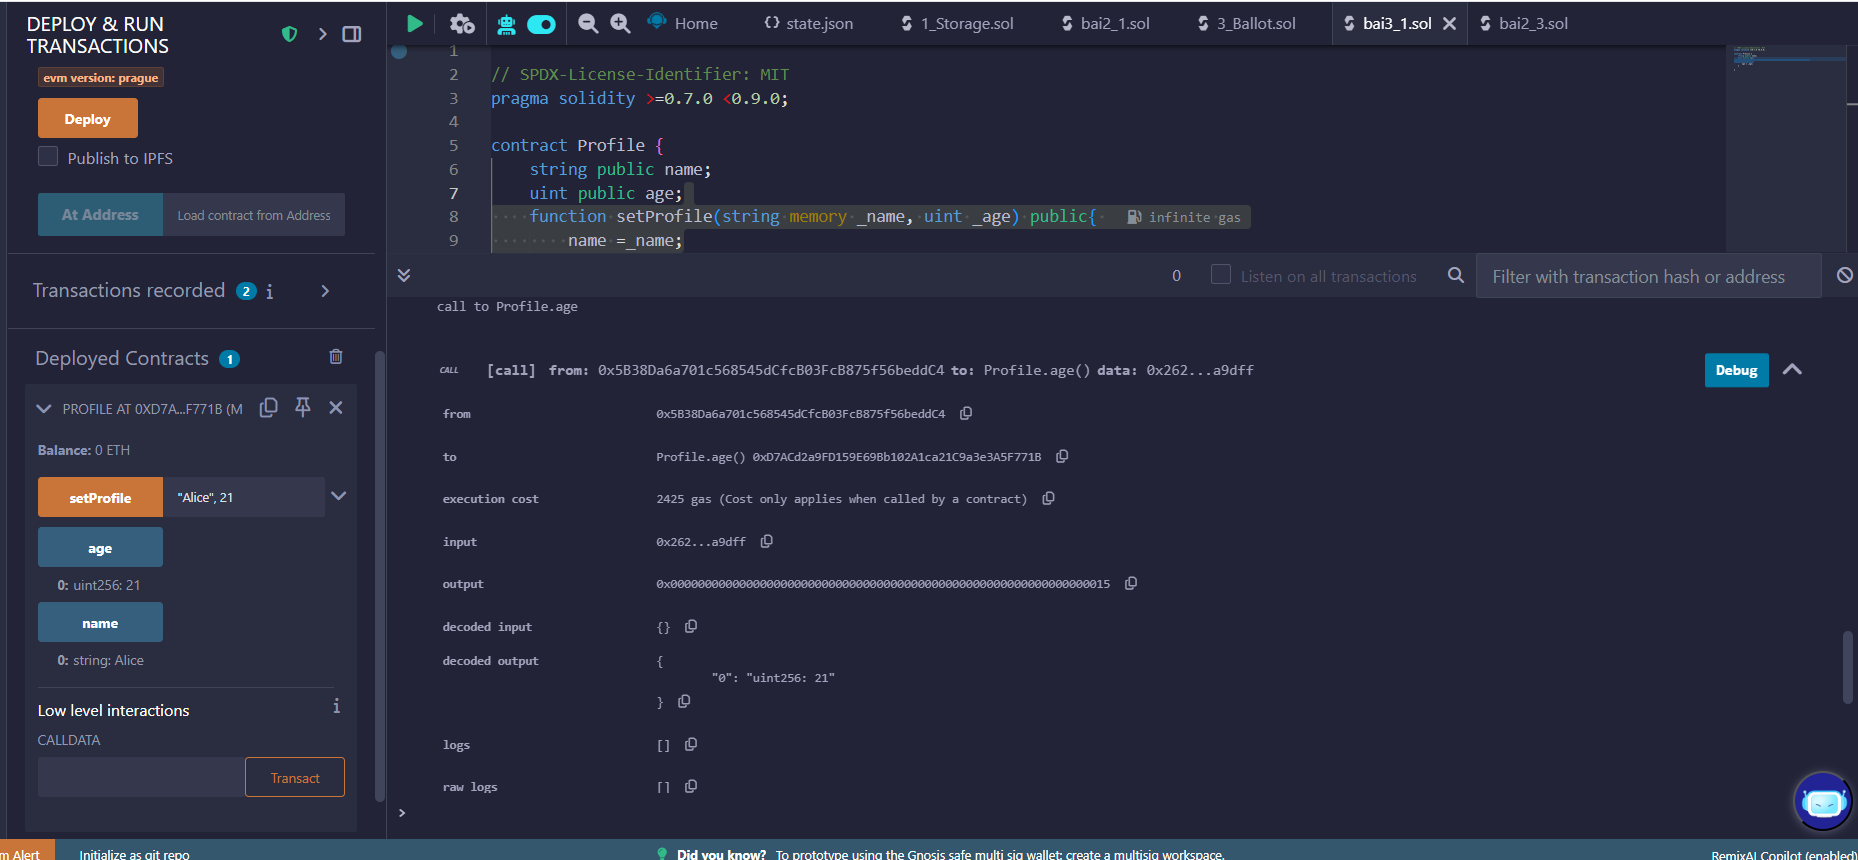 DEPLOY & RUN
TRANSACTIONS
evm version: prague
Deploy
Publish to IPFS
At Address
Load contract from Address
Transactions recorded 2 i
Deployed Contracts 1
PROFILE AT 0XD7A...F771B (M
Balance: 0 ETH
setProfile "Alice", 21
age
0: uint256: 21
name
0: string: Alice
Low level interactions
i
CALLDATA
Transact
Home
{} state.json
1_Storage.sol
bai2_1.sol
3_Ballot.sol
bai3_1.sol
bai2_3.sol
1
2 // SPDX-License-Identifier: MIT
3 pragma solidity >=0.7.0 <0.9.0;
4
5 contract Profile {
6 string public name;
7 uint public age;
8 function setProfile(string memory _name, uint _age) public{ infinite gas
9 name =_name;
0 Listen on all transactions Filter with transaction hash or address
call to Profile.age
CALL [call] from: 0x5B38Da6a701c568545dCfcB03FcB875f56beddC4 to: Profile.age() data: 0x262...a9dff
Debug
from 0x5B38Da6a701c568545dCfcB03FcB875f56beddC4
to Profile.age() 0xD7ACd2a9FD159E69Bb102A1ca21C9a3e3A5F771B
execution cost 2425 gas (Cost only applies when called by a contract)
input 0x262...a9dff
output 0x0000000000000000000000000000000000000000000000000000000000000015
decoded input {}
decoded output {
"0": "uint256: 21"
}
logs []
raw logs []
>
m Alert
Initialize as git repo
Did you know? To prototype using the Gnosis safe multi sig wallet: create a multisig workspace.
RemixAI Copilot (enabled)